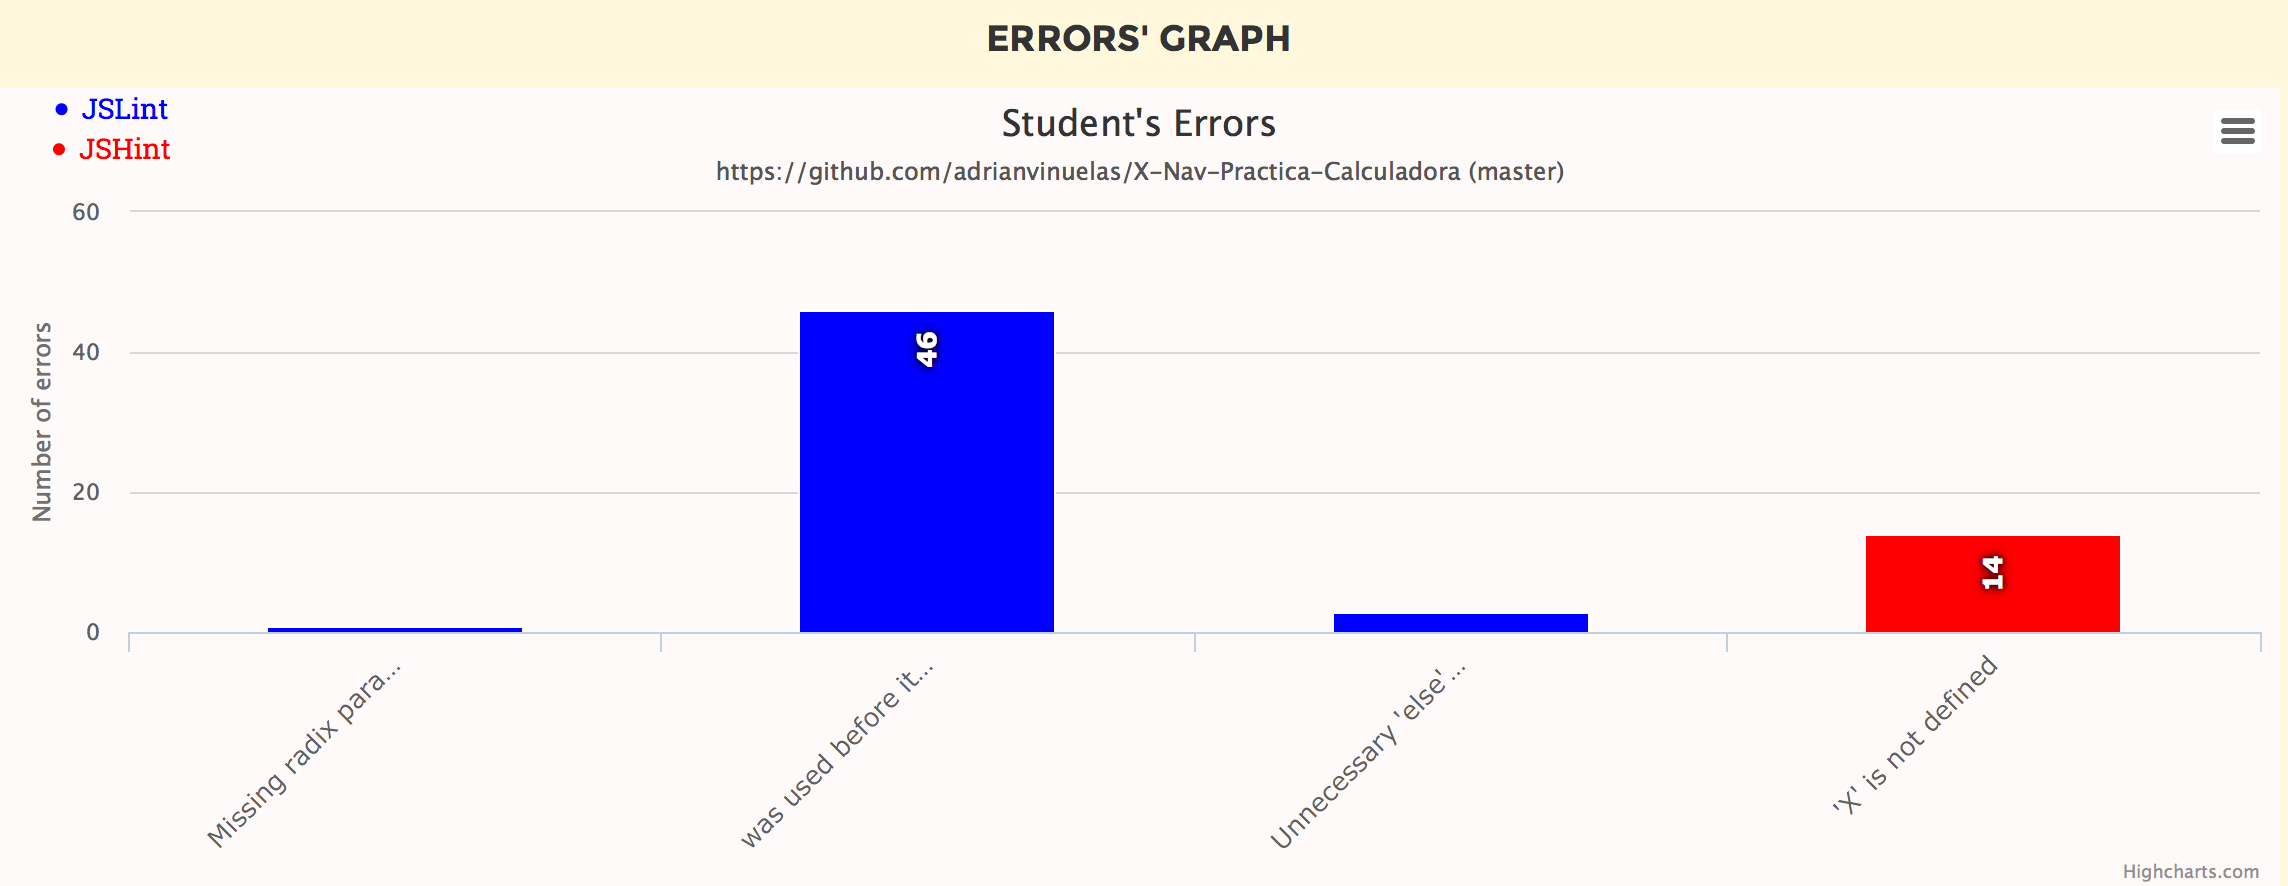 ERRORS' GRAPH
JSLint
JSHint
Student's Errors
https://github.com/adrianvinuelas/X-Nav-Practica-Calculadora (master)
Number of errors
60
40
20
0
46
14
Missing radix para...
was used before it...
Unnecessary 'else'...
'X' is not defined
Highcharts.com